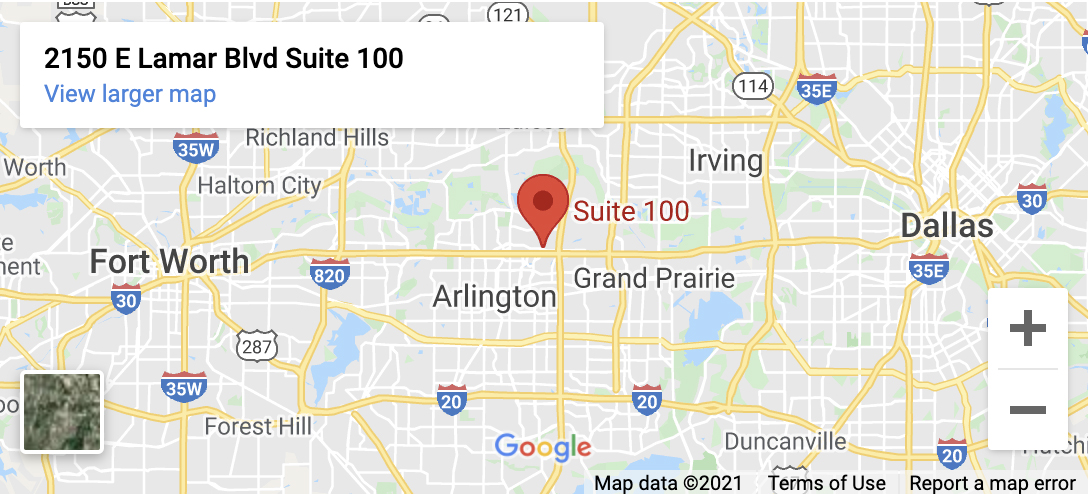 121
2150 E Lamar Blvd Suite 100
View larger map
114
35E
Richland Hills
35W
Irving
Worth
Haltom City
30
Suite 100
Dallas
Fort Worth
35E
820
Grand Prairie
Arlington
30
287
35W
20
20
Forest Hill
Duncanville
Google
20
Map data ©2021 Terms of Use Report a map error